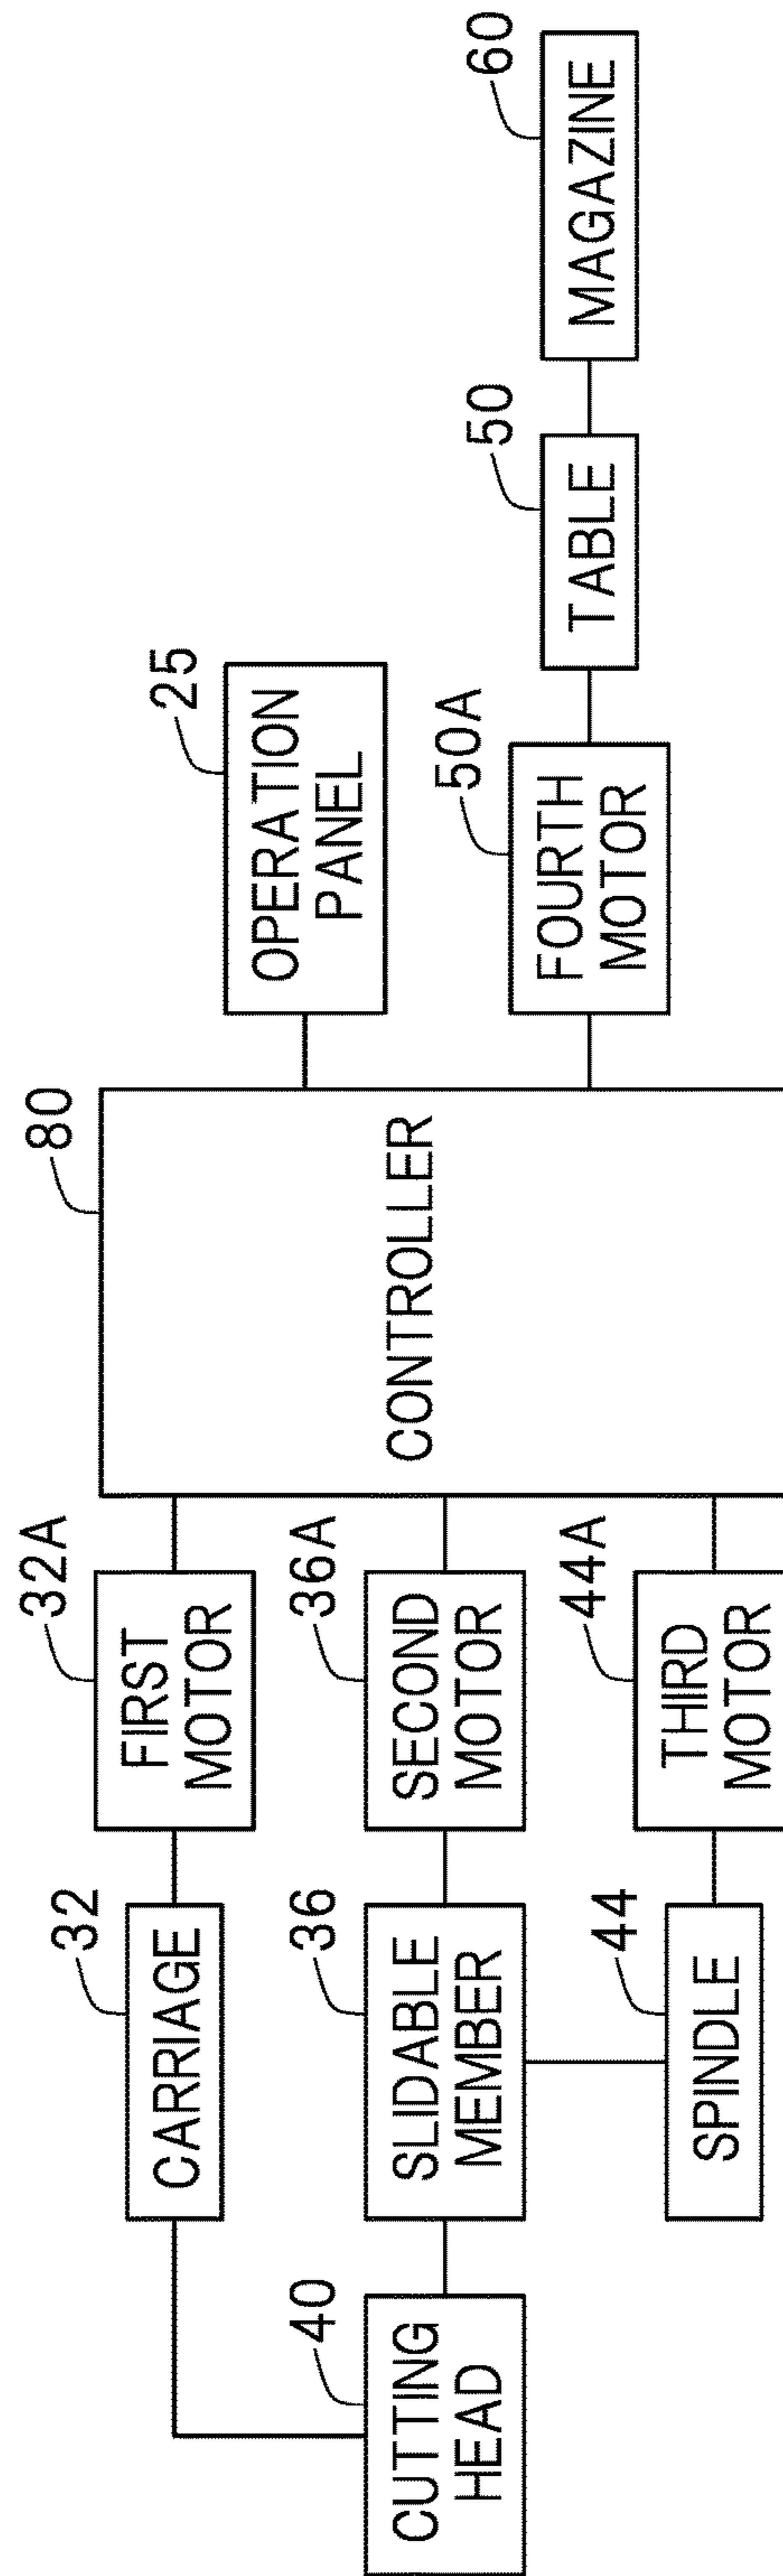 40
CUTTING
HEAD
32
CARRIAGE
32A
FIRST
MOTOR
36
SLIDABLE
MEMBER
36A
SECOND
MOTOR
44
SPINDLE
44A
THIRD
MOTOR
80
CONTROLLER
25
OPERATION
PANEL
50A
FOURTH
MOTOR
50
TABLE
60
MAGAZINE